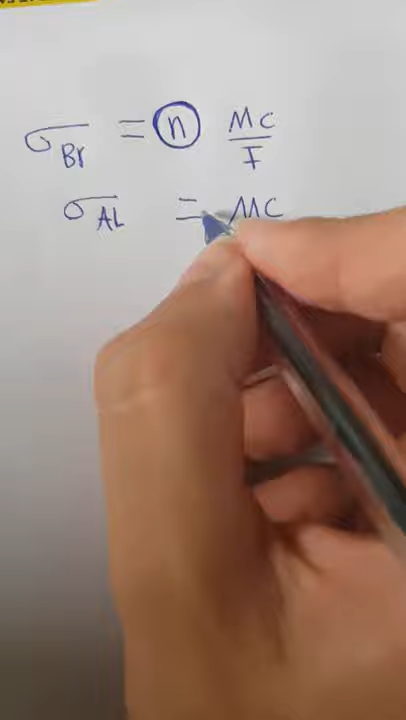 σBr = n Mc/I
σAL = Mc